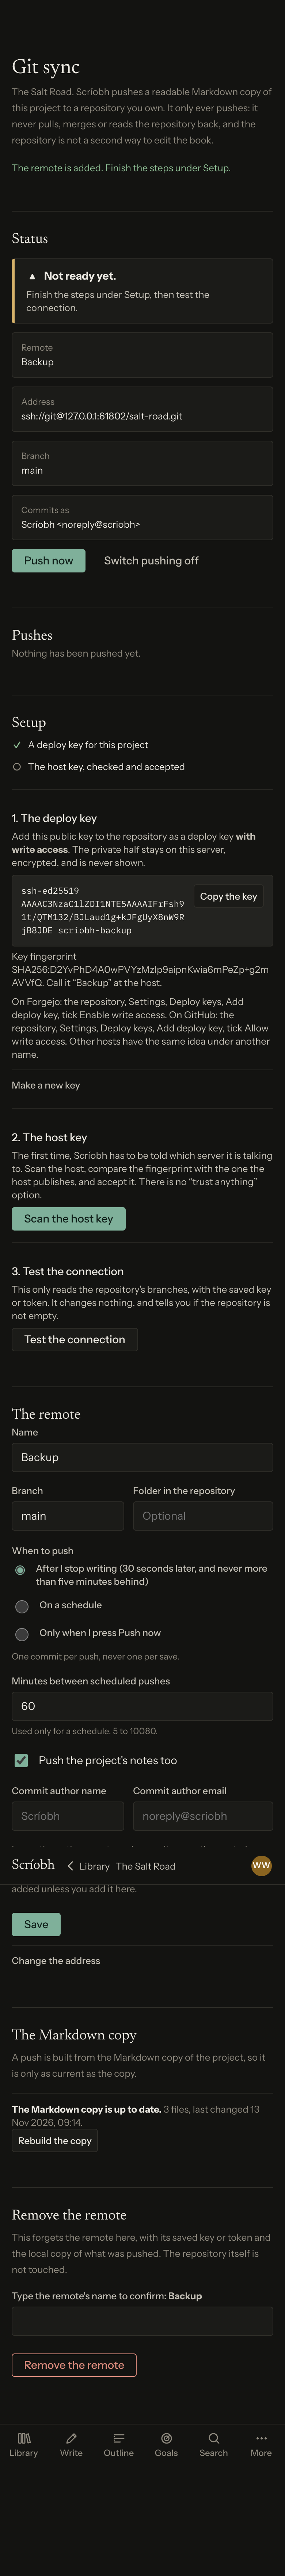 Git sync
The Salt Road. Scríobh pushes a readable Markdown copy of
this project to a repository you own. It only ever pushes: it
never pulls, merges or reads the repository back, and the
repository is not a second way to edit the book.
The remote is added. Finish the steps under Setup.
Status
▲ Not ready yet.
Finish the steps under Setup, then test the
connection.
Remote
Backup
Address
ssh://git@127.0.0.1:61802/salt-road.git
Branch
main
Commits as
Scríobh <noreply@scriobh>
Push now Switch pushing off
Pushes
Nothing has been pushed yet.
Setup
A deploy key for this project
The host key, checked and accepted
1. The deploy key
Add this public key to the repository as a deploy key with
write access. The private half stays on this server,
encrypted, and is never shown.
ssh-ed25519
AAAAC3NzaC1lZDI1NTE5AAAAIFrFsh9
1t/QTM132/BJLaud1g+kJFgUyX8nW9R
jB8JDE scriobh-backup
Copy the key
Key fingerprint
SHA256:D2YvPhD4A0wPVYzMzlp9aipnKwia6mPeZp+g2m
AVVfQ. Call it “Backup” at the host.
On Forgejo: the repository, Settings, Deploy keys, Add
deploy key, tick Enable write access. On GitHub: the
repository, Settings, Deploy keys, Add deploy key, tick Allow
write access. Other hosts have the same idea under another
name.
Make a new key
2. The host key
The first time, Scríobh has to be told which server it is talking
to. Scan the host, compare the fingerprint with the one the
host publishes, and accept it. There is no “trust anything”
option.
Scan the host key
3. Test the connection
This only reads the repository’s branches, with the saved key
or token. It changes nothing, and tells you if the repository is
not empty.
Test the connection
The remote
Name
Backup
Branch Folder in the repository
main Optional
When to push
After I stop writing (30 seconds later, and never more
than five minutes behind)
On a schedule
Only when I press Push now
One commit per push, never one per save.
Minutes between scheduled pushes
60
Used only for a schedule. 5 to 10080.
Push the project’s notes too
Commit author name Commit author email
Scríobh noreply@scriobh
Scríobh Library The Salt Road WW
added unless you add it here.
Save
Change the address
The Markdown copy
A push is built from the Markdown copy of the project, so it
is only as current as the copy.
The Markdown copy is up to date. 3 files, last changed 13
Nov 2026, 09:14.
Rebuild the copy
Remove the remote
This forgets the remote here, with its saved key or token and
the local copy of what was pushed. The repository itself is
not touched.
Type the remote’s name to confirm: Backup
Remove the remote
Library Write Outline Goals Search More